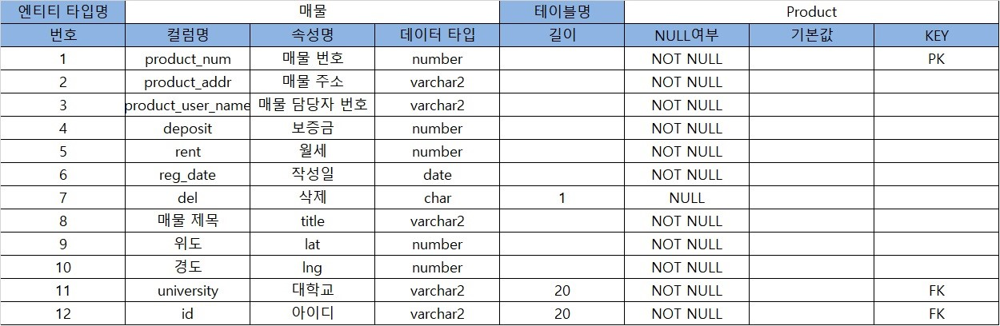 엔티티 타입명 매물 테이블명 Product
번호 컬럼명 속성명 데이터 타입 길이 NULL여부 기본값 KEY
1 product_num 매물 번호 number NOT NULL PK
2 product_addr 매물 주소 varchar2 NOT NULL
3 product_user_name 매물 담당자 번호 varchar2 NOT NULL
4 deposit 보증금 number NOT NULL
5 rent 월세 number NOT NULL
6 reg_date 작성일 date NOT NULL
7 del 삭제 char 1 NULL
8 매물 제목 title varchar2 NOT NULL
9 위도 lat number NOT NULL
10 경도 lng number NOT NULL
11 university 대학교 varchar2 20 NOT NULL FK
12 id 아이디 varchar2 20 NOT NULL FK